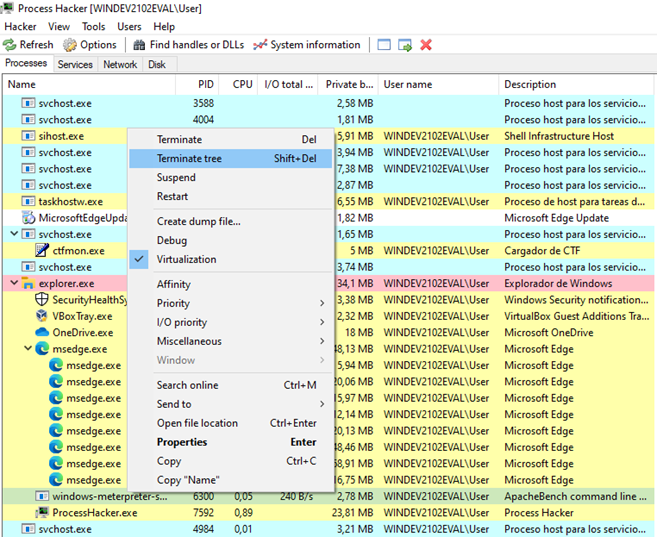 Process Hacker [WINDEV2102EVAL\User]
Hacker View Tools Users Help
Refresh Options Find handles or DLLs System information
Processes Services Network Disk
Name PID CPU I/O total ... Private b... User name Description
svchost.exe 3588 2,58 MB Proceso host para los servicio...
svchost.exe 4004 1,81 MB Proceso host para los servicio...
sihost.exe 5,91 MB WINDEV2102EVAL\User Shell Infrastructure Host
svchost.exe 3,94 MB WINDEV2102EVAL\User Proceso host para los servicio...
svchost.exe 7,38 MB WINDEV2102EVAL\User Proceso host para los servicio...
svchost.exe 2,87 MB Proceso host para los servicio...
taskhostw.exe 6,55 MB WINDEV2102EVAL\User Proceso de host para tareas d...
MicrosoftEdgeUpda 1,82 MB Microsoft Edge Update
svchost.exe 1,65 MB Proceso host para los servicio...
ctfmon.exe 5 MB WINDEV2102EVAL\User Cargador de CTF
svchost.exe 3,74 MB Proceso host para los servicio...
explorer.exe 34,1 MB WINDEV2102EVAL\User Explorador de Windows
SecurityHealthSy 3,38 MB WINDEV2102EVAL\User Windows Security notification...
VBoxTray.exe 2,32 MB WINDEV2102EVAL\User VirtualBox Guest Additions Tra...
OneDrive.exe 18 MB WINDEV2102EVAL\User Microsoft OneDrive
msedge.exe 48,13 MB WINDEV2102EVAL\User Microsoft Edge
msedge.exe 5,94 MB WINDEV2102EVAL\User Microsoft Edge
msedge.exe 20,06 MB WINDEV2102EVAL\User Microsoft Edge
msedge.exe 15,97 MB WINDEV2102EVAL\User Microsoft Edge
msedge.exe 12,14 MB WINDEV2102EVAL\User Microsoft Edge
msedge.exe 20,13 MB WINDEV2102EVAL\User Microsoft Edge
msedge.exe 48,46 MB WINDEV2102EVAL\User Microsoft Edge
msedge.exe 58,91 MB WINDEV2102EVAL\User Microsoft Edge
msedge.exe 16,75 MB WINDEV2102EVAL\User Microsoft Edge
windows-meterpreter-s... 6300 0,05 240 B/s 2,78 MB WINDEV2102EVAL\User ApacheBench command line ...
ProcessHacker.exe 7592 0,89 23,81 MB WINDEV2102EVAL\User Process Hacker
svchost.exe 4984 0,01 3,21 MB WINDEV2102EVAL\User Proceso host para los servicio...
Terminate Del
Terminate tree Shift+Del
Suspend
Restart
Create dump file...
Debug
Virtualization
Affinity
Priority
I/O priority
Miscellaneous
Window
Search online Ctrl+M
Send to
Open file location Ctrl+Enter
Properties Enter
Copy Ctrl+C
Copy "Name"